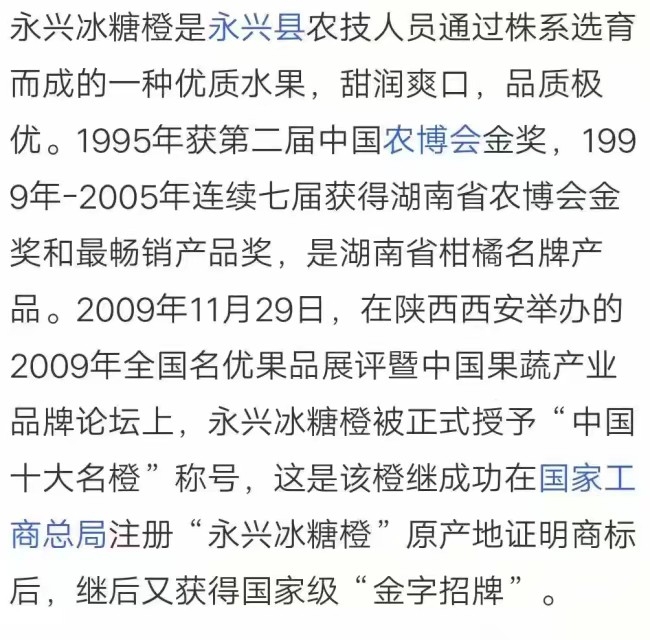 永兴冰糖橙是永兴县农技人员通过株系选育
而成的一种优质水果，甜润爽口，品质极
优。1995年获第二届中国农博会金奖，199
9年-2005年连续七届获得湖南省农博会金
奖和最畅销产品奖，是湖南省柑橘名牌产
品。2009年11月29日，在陕西西安举办的
2009年全国名优果品展评暨中国果蔬产业
品牌论坛上，永兴冰糖橙被正式授予“中国
十大名橙”称号，这是该橙继成功在国家工
商总局注册“永兴冰糖橙”原产地证明商标
后，继后又获得国家级“金字招牌”。